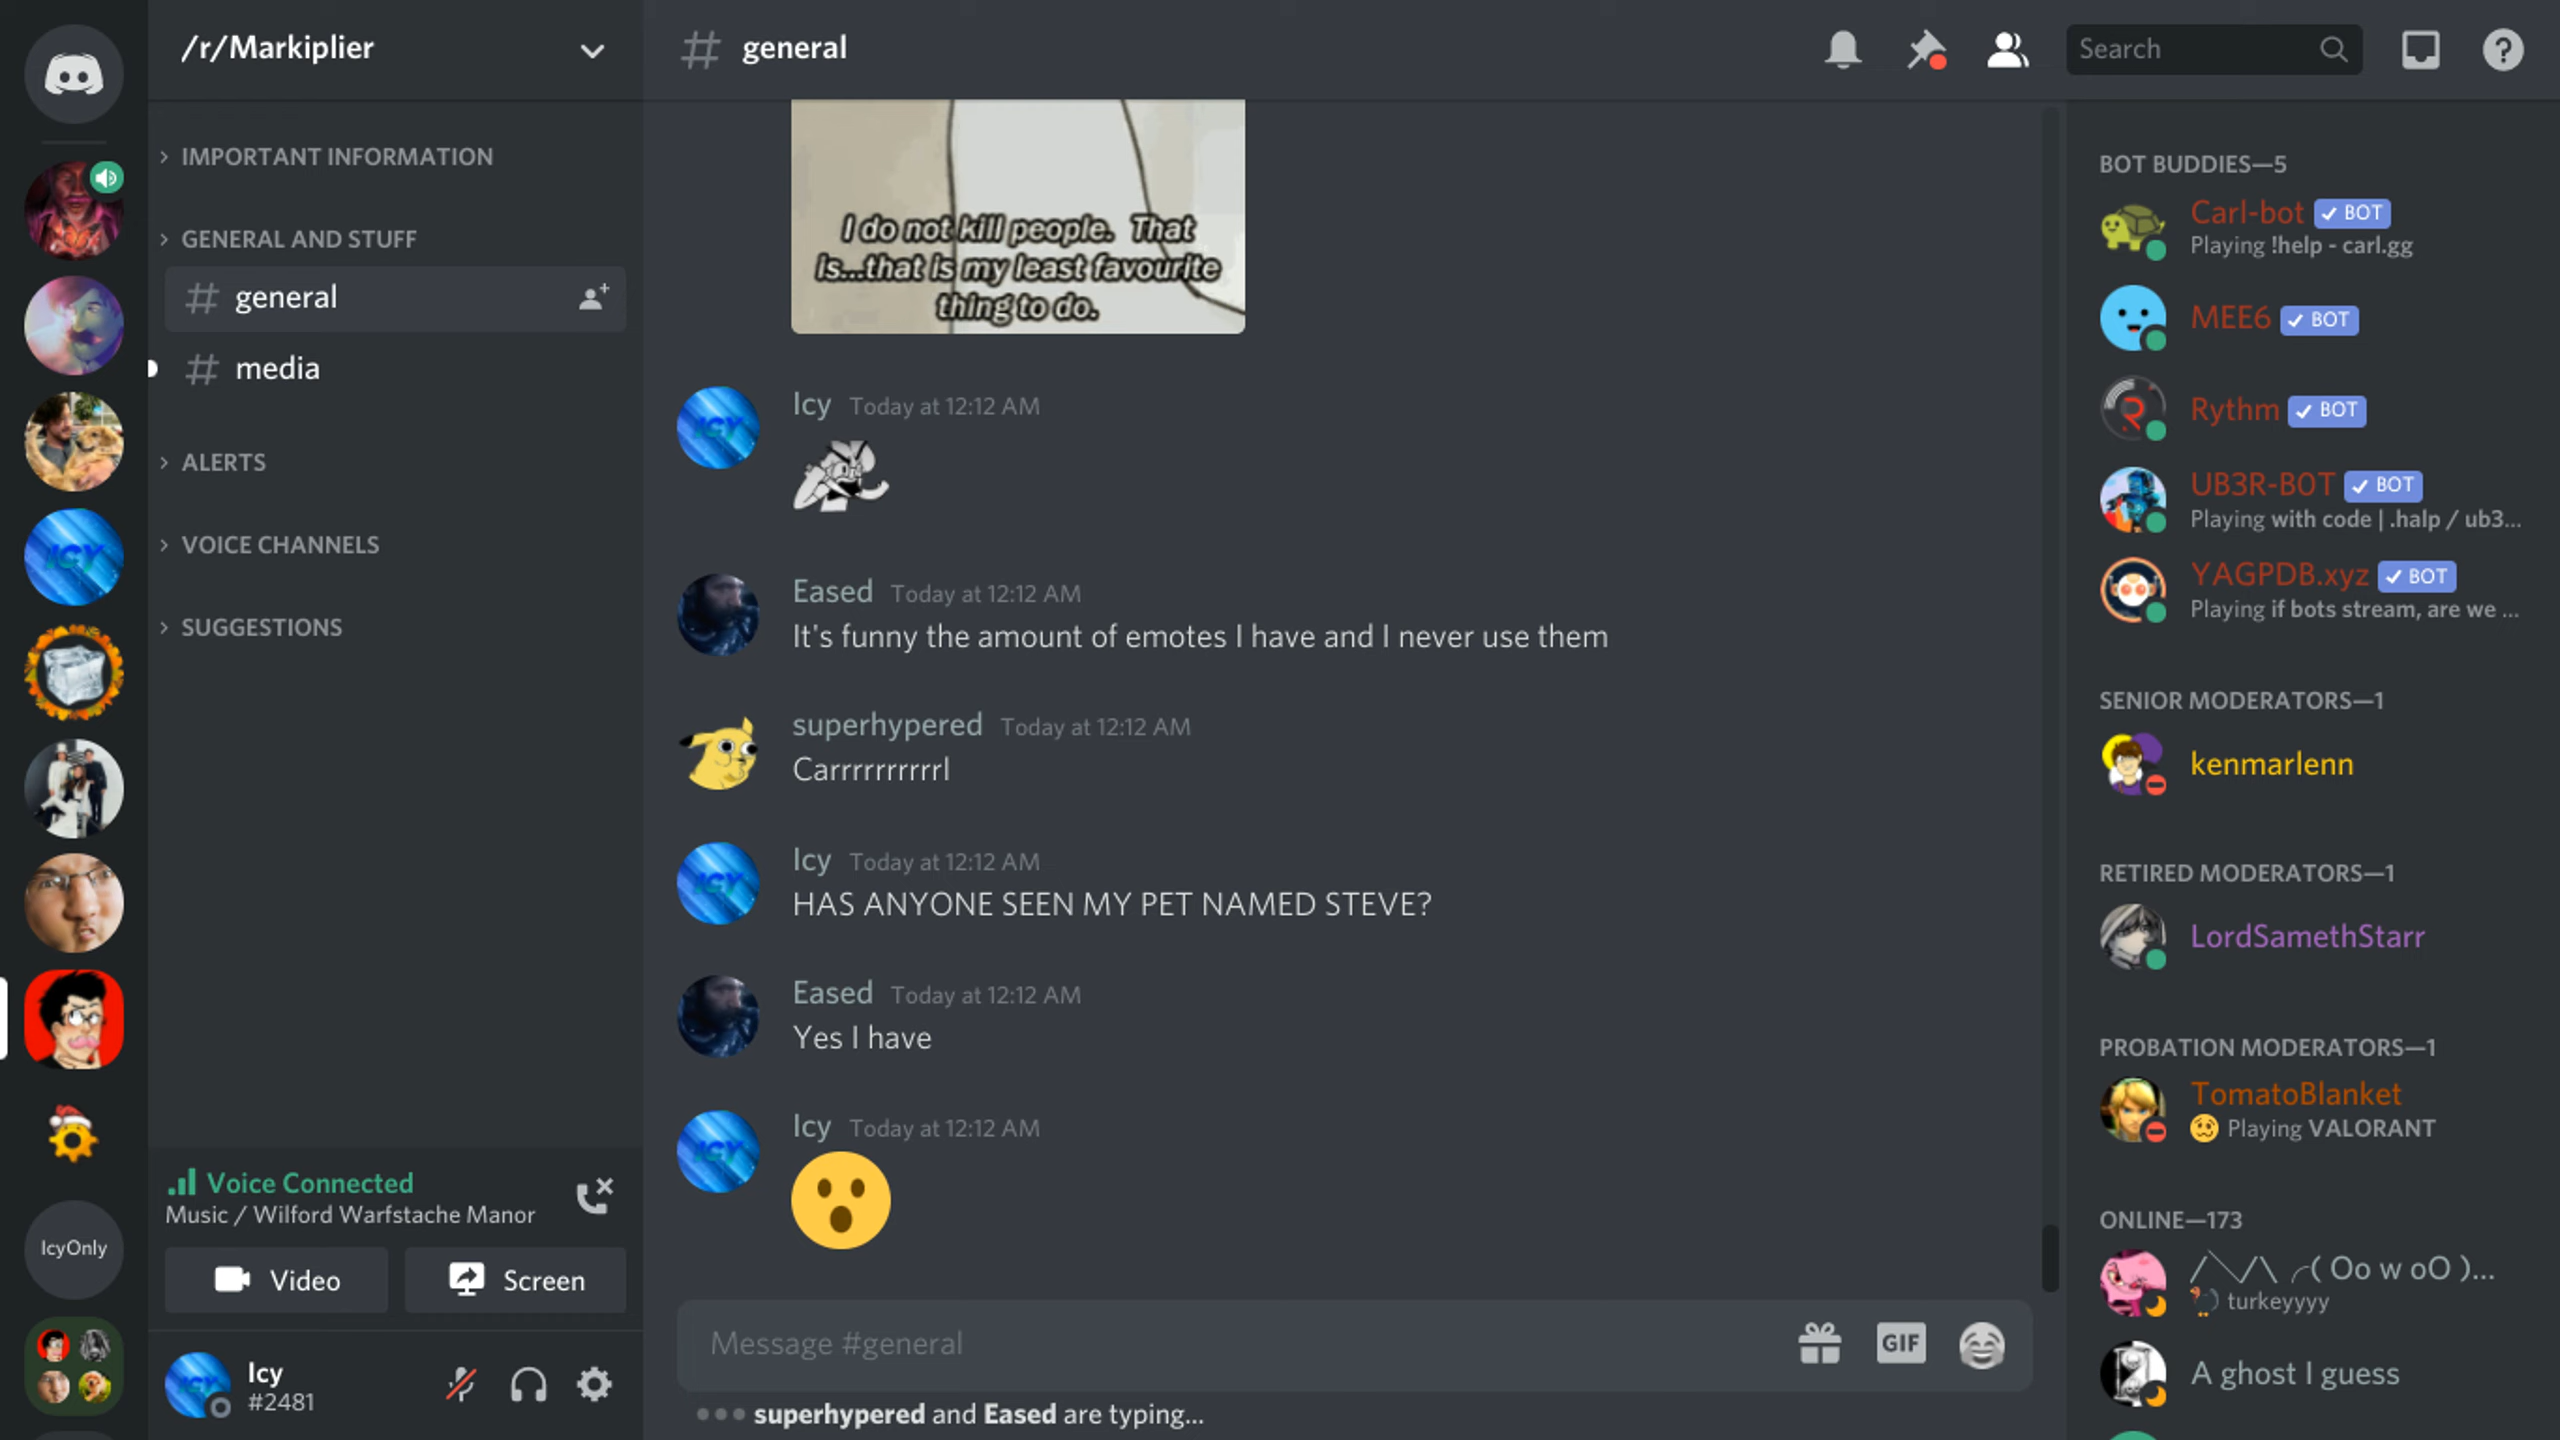 /r/Markiplier
IMPORTANT INFORMATION
GENERAL AND STUFF
general
media
ALERTS
VOICE CHANNELS
SUGGESTIONS
ICY
IcyOnly
Voice Connected
Music / Wilford Warfstache Manor
Video
Screen
Icy
#2481
# general
Search
I do not kill people. That
is...that is my least favourite
thing to do.
Icy Today at 12:12 AM
Eased Today at 12:12 AM
It's funny the amount of emotes I have and I never use them
superhypered Today at 12:12 AM
Carrrrrrrrrrl
Icy Today at 12:12 AM
HAS ANYONE SEEN MY PET NAMED STEVE?
Eased Today at 12:12 AM
Yes I have
Icy Today at 12:12 AM
Message #general
GIF
superhypered and Eased are typing...
BOT BUDDIES—5
Carl-bot ✓ BOT
Playing !help - carl.gg
MEE6 ✓ BOT
Rythm ✓ BOT
UB3R-B0T ✓ BOT
Playing with code | .halp / ub3...
YAGPDB.xyz ✓ BOT
Playing if bots stream, are we ...
SENIOR MODERATORS—1
kenmarlenn
RETIRED MODERATORS—1
LordSamethStarr
PROBATION MODERATORS—1
TomatoBlanket
Playing VALORANT
ONLINE—173
/╲/\ ╭( Oo w oO )...
turkeyyyy
A ghost I guess